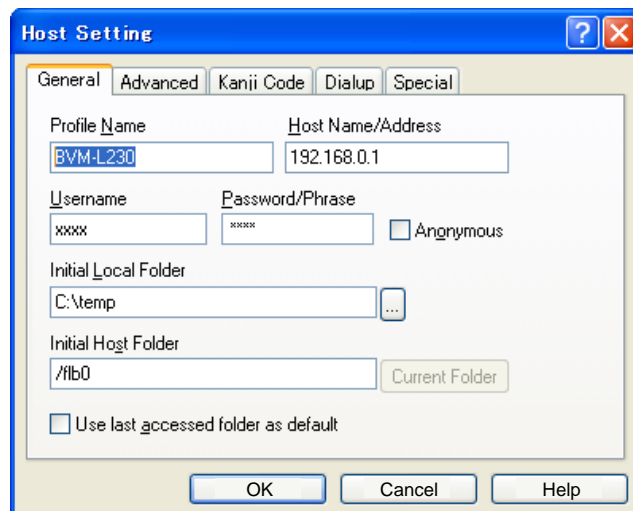 Host Setting
General Advanced Kanji Code Dialup Special
Profile Name Host Name/Address
BVM-L230 192.168.0.1
Username Password/Phrase
xxxx **** Anonymous
Initial Local Folder
C:\temp ...
Initial Host Folder
/flb0 Current Folder
Use last accessed folder as default
OK Cancel Help